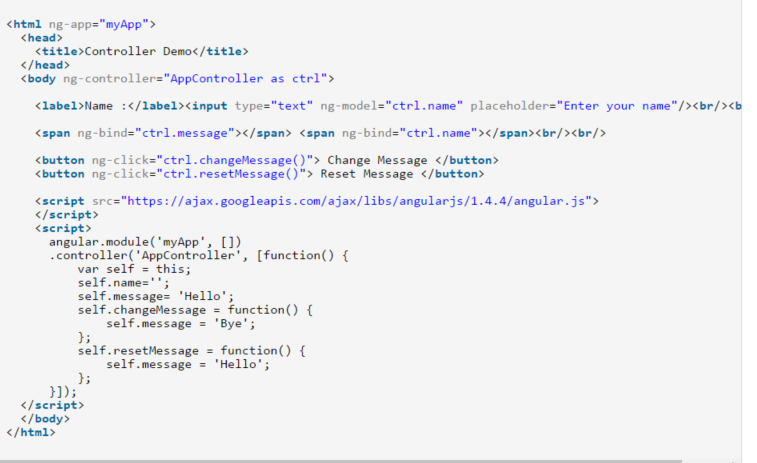 <html ng-app="myApp">
<head>
<title>Controller Demo</title>
</head>
<body ng-controller="AppController as ctrl">
<label>Name :</label><input type="text" ng-model="ctrl.name" placeholder="Enter your name"/><br/><b
<span ng-bind="ctrl.message"></span> <span ng-bind="ctrl.name"></span><br/><br/>
<button ng-click="ctrl.changeMessage()"> Change Message </button>
<button ng-click="ctrl.resetMessage()"> Reset Message </button>
<script src="https://ajax.googleapis.com/ajax/libs/angularjs/1.4.4/angular.js">
</script>
<script>
angular.module('myApp', [])
.controller('AppController', [function() {
var self = this;
self.name='';
self.message= 'Hello';
self.changeMessage = function() {
self.message = 'Bye';
};
self.resetMessage = function() {
self.message = 'Hello';
};
}]);
</script>
</body>
</html>